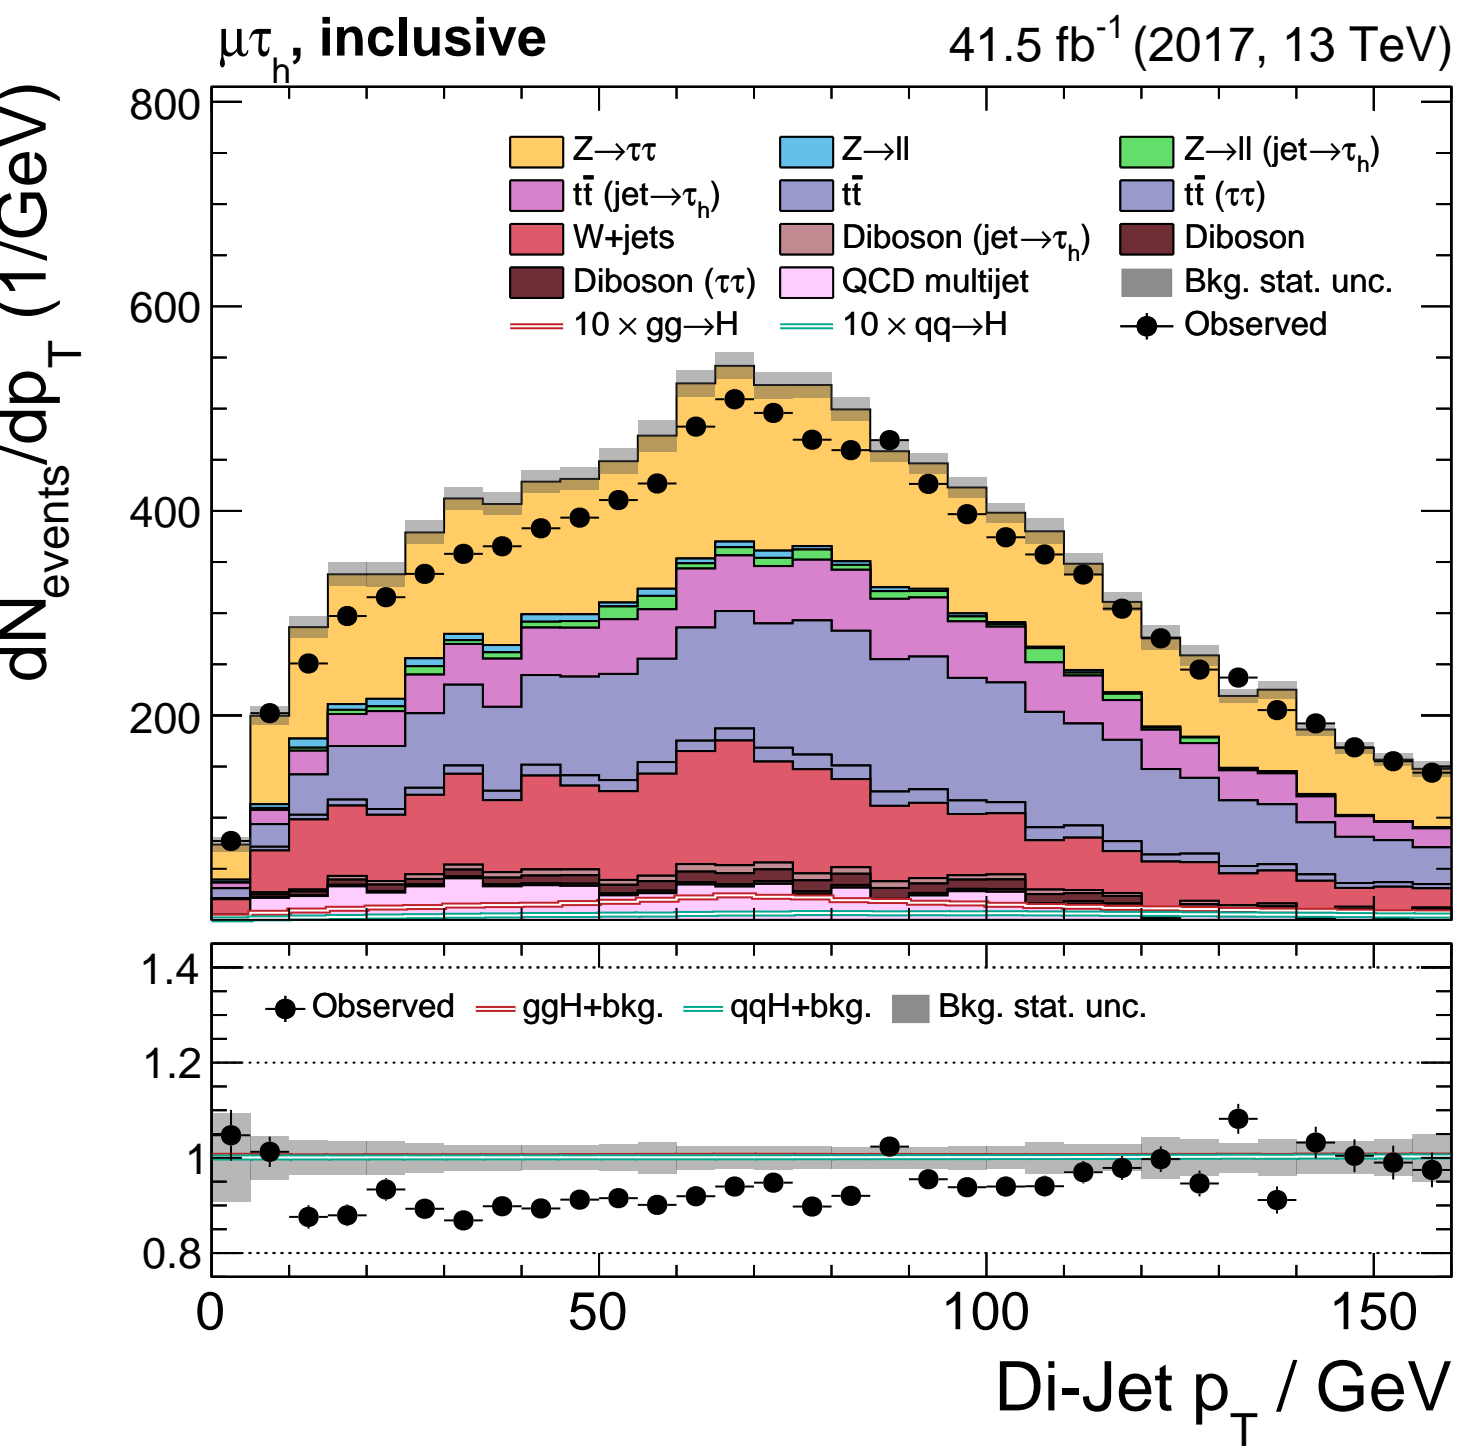 μτh, inclusive
41.5 fb-1 (2017, 13 TeV)
dNevents/dpT (1/GeV)
800
600
400
200
Z→ττ
Z→ll
Z→ll (jet→τh)
tt̄ (jet→τh)
tt̄
tt̄ (ττ)
W+jets
Diboson (jet→τh)
Diboson
Diboson (ττ)
QCD multijet
Bkg. stat. unc.
10 × gg→H
10 × qq→H
Observed
1.4
1.2
1
0.8
Observed
ggH+bkg.
qqH+bkg.
Bkg. stat. unc.
0
50
100
150
Di-Jet pT / GeV